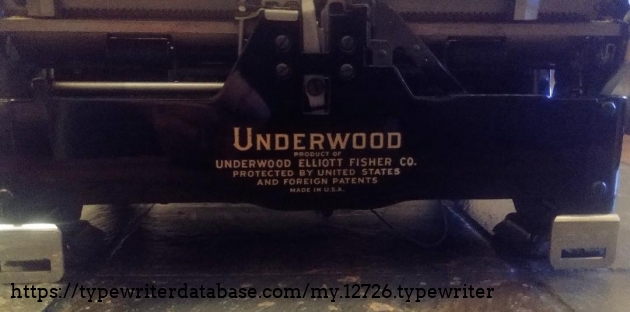 UNDERWOOD
PRODUCT OF
UNDERWOOD ELLIOTT FISHER CO.
PROTECTED BY UNITED STATES
AND FOREIGN PATENTS
MADE IN U.S.A.
https://typewriterdatabase.com/my.12726.typewriter